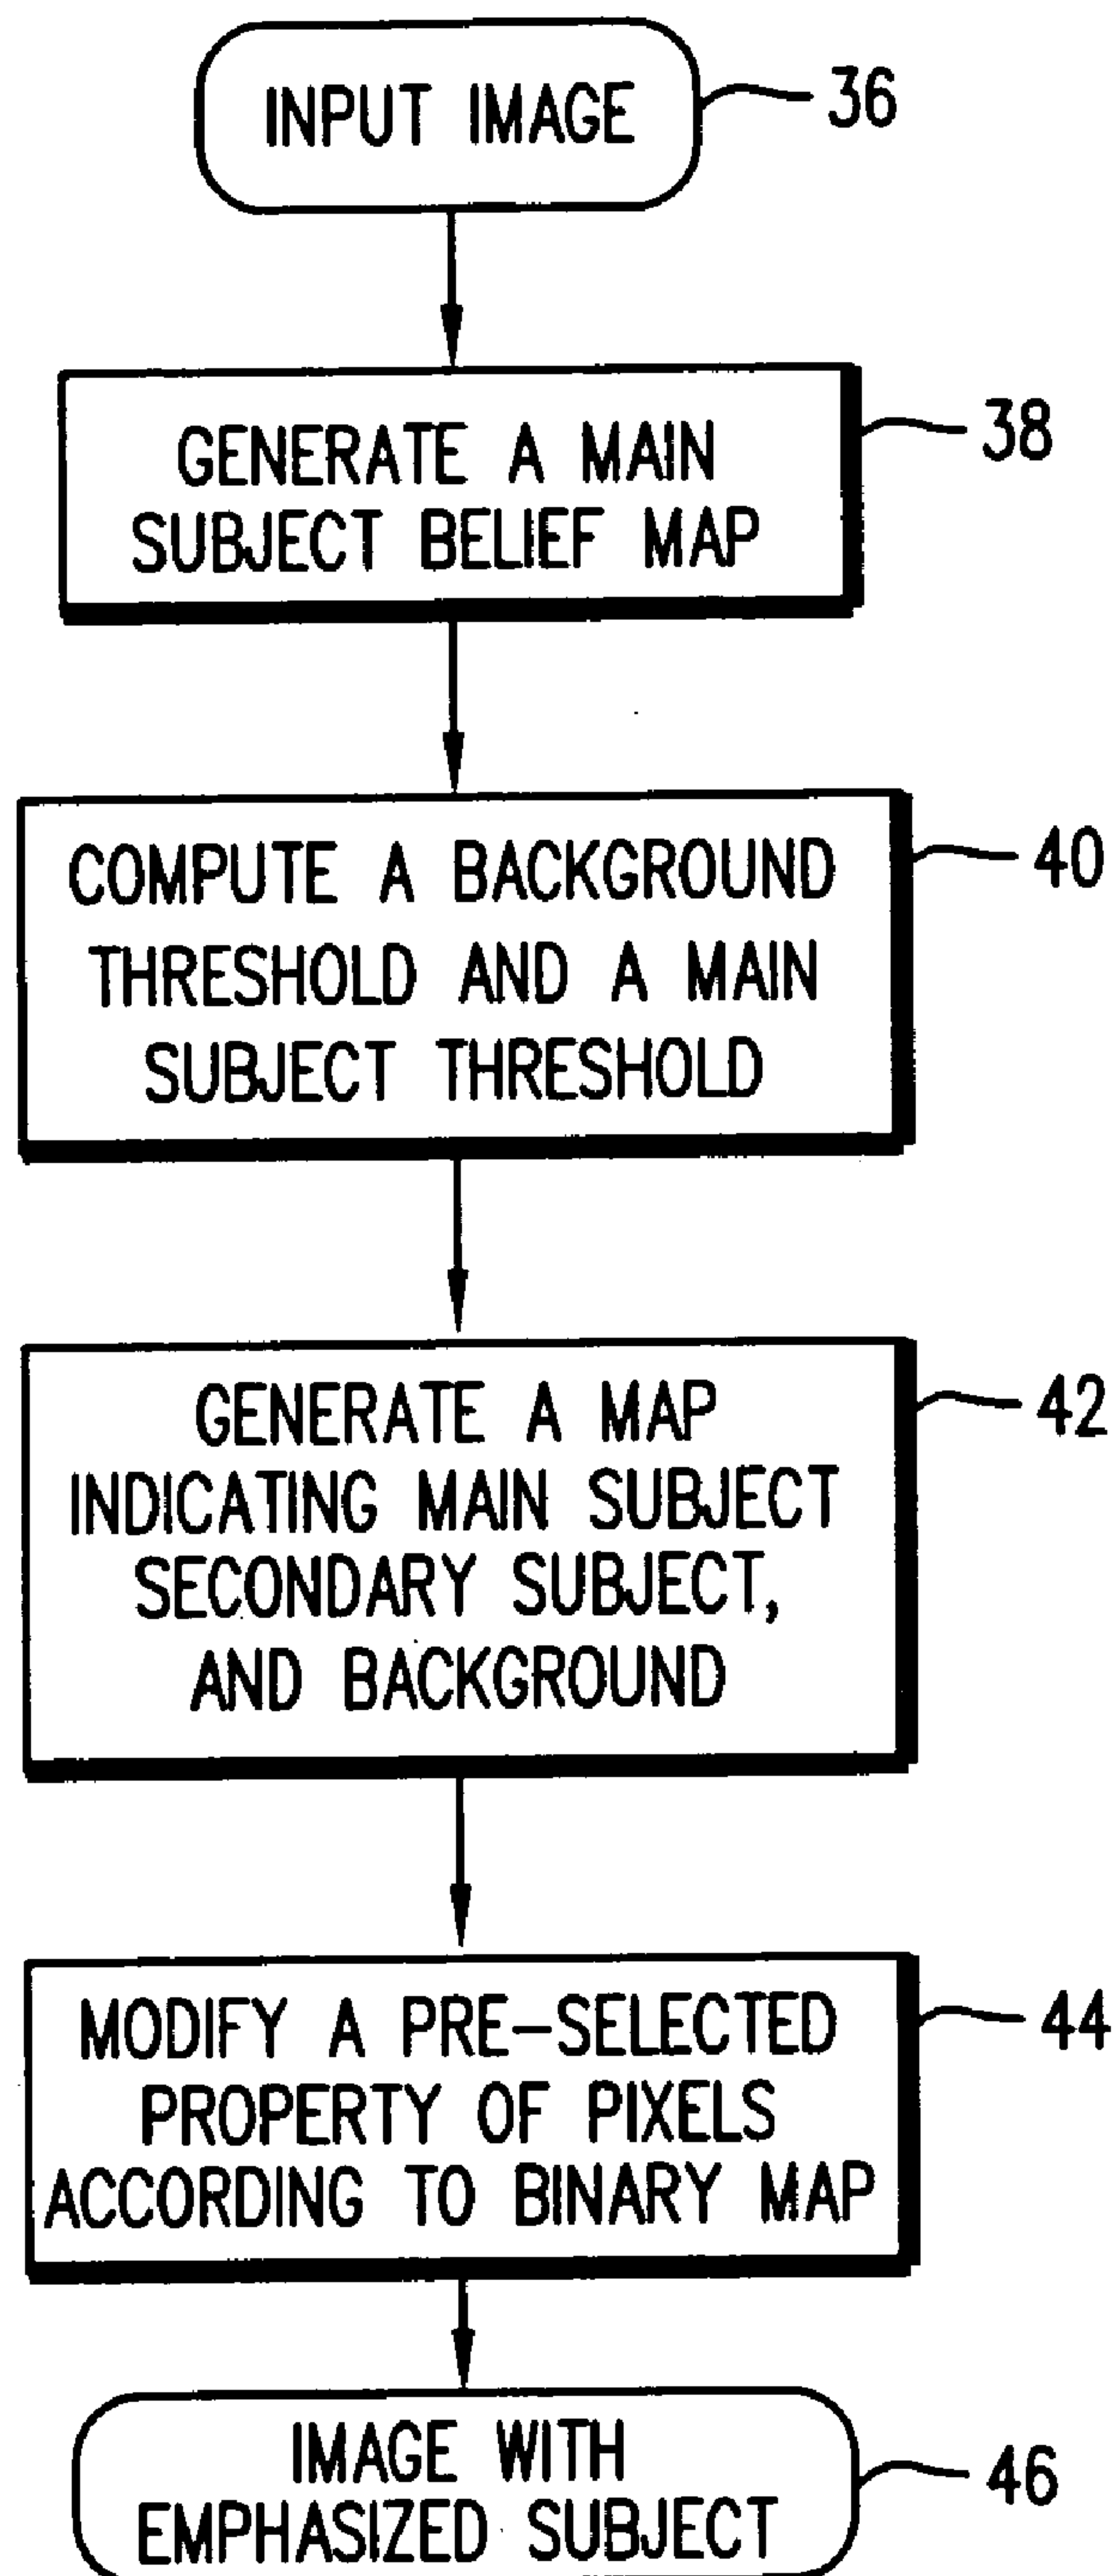 INPUT IMAGE
36
GENERATE A MAIN
SUBJECT BELIEF MAP
38
COMPUTE A BACKGROUND
THRESHOLD AND A MAIN
SUBJECT THRESHOLD
40
GENERATE A MAP
INDICATING MAIN SUBJECT
SECONDARY SUBJECT,
AND BACKGROUND
42
MODIFY A PRE-SELECTED
PROPERTY OF PIXELS
ACCORDING TO BINARY MAP
44
IMAGE WITH
EMPHASIZED SUBJECT
46